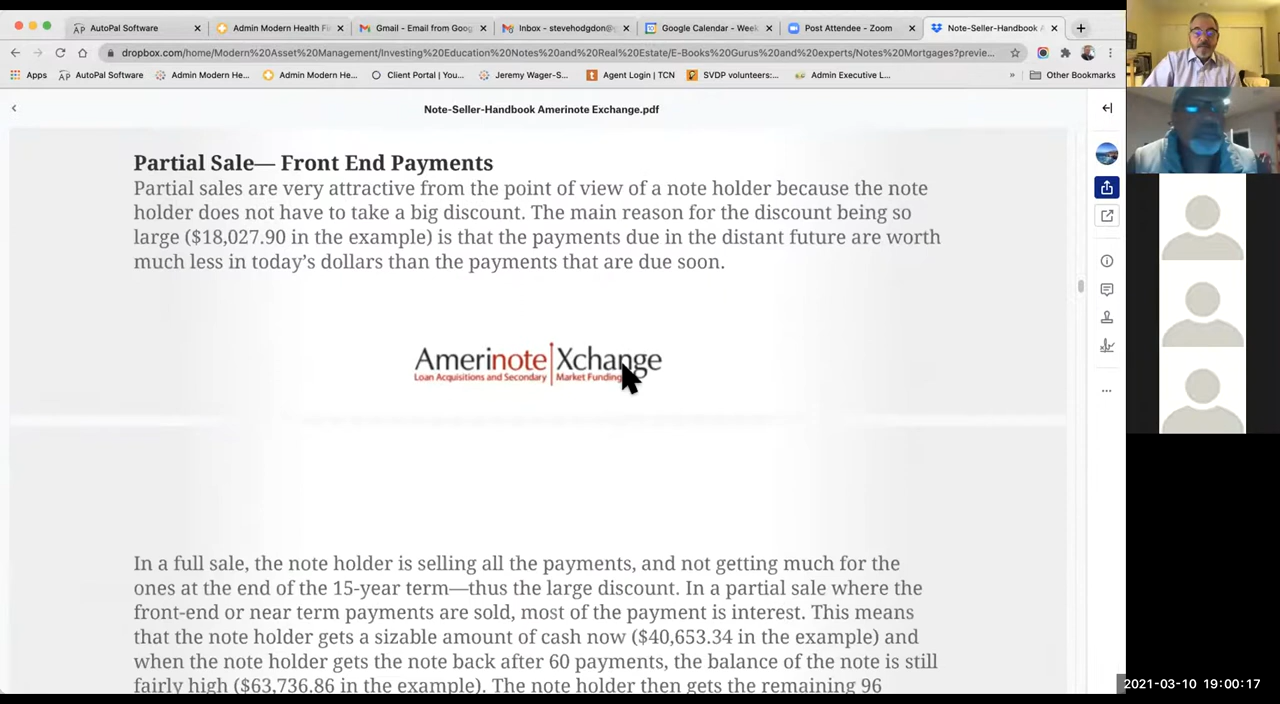 AutoPal Software
Admin Modern Health Fi
Gmail - Email from Goo
Inbox - stevehodgdon@
Google Calendar - Week
Post Attendee - Zoom
Note-Seller-Handbook A
dropbox.com/home/Modern%20Asset%20Management/Investing%20Education%20Notes%20and%20Real%20Estate/E-Books%20Gurus%20and%20experts/Notes%20Mortgages?previe...
Apps
AutoPal Software
Admin Modern He...
Admin Modern He...
Client Portal | You...
Jeremy Wager-S...
Agent Login | TCN
SVDP volunteers:...
Admin Executive L...
»
Other Bookmarks
Note-Seller-Handbook Amerinote Exchange.pdf
Partial Sale— Front End Payments
Partial sales are very attractive from the point of view of a note holder because the note
holder does not have to take a big discount. The main reason for the discount being so
large ($18,027.90 in the example) is that the payments due in the distant future are worth
much less in today's dollars than the payments that are due soon.
Amerinote Xchange
Loan Acquisitions and Secondary Market Funding
In a full sale, the note holder is selling all the payments, and not getting much for the
ones at the end of the 15-year term—thus the large discount. In a partial sale where the
front-end or near term payments are sold, most of the payment is interest. This means
that the note holder gets a sizable amount of cash now ($40,653.34 in the example) and
when the note holder gets the note back after 60 payments, the balance of the note is still
fairly high ($63,736.86 in the example). The note holder then gets the remaining 96
2021-03-10 19:00:17